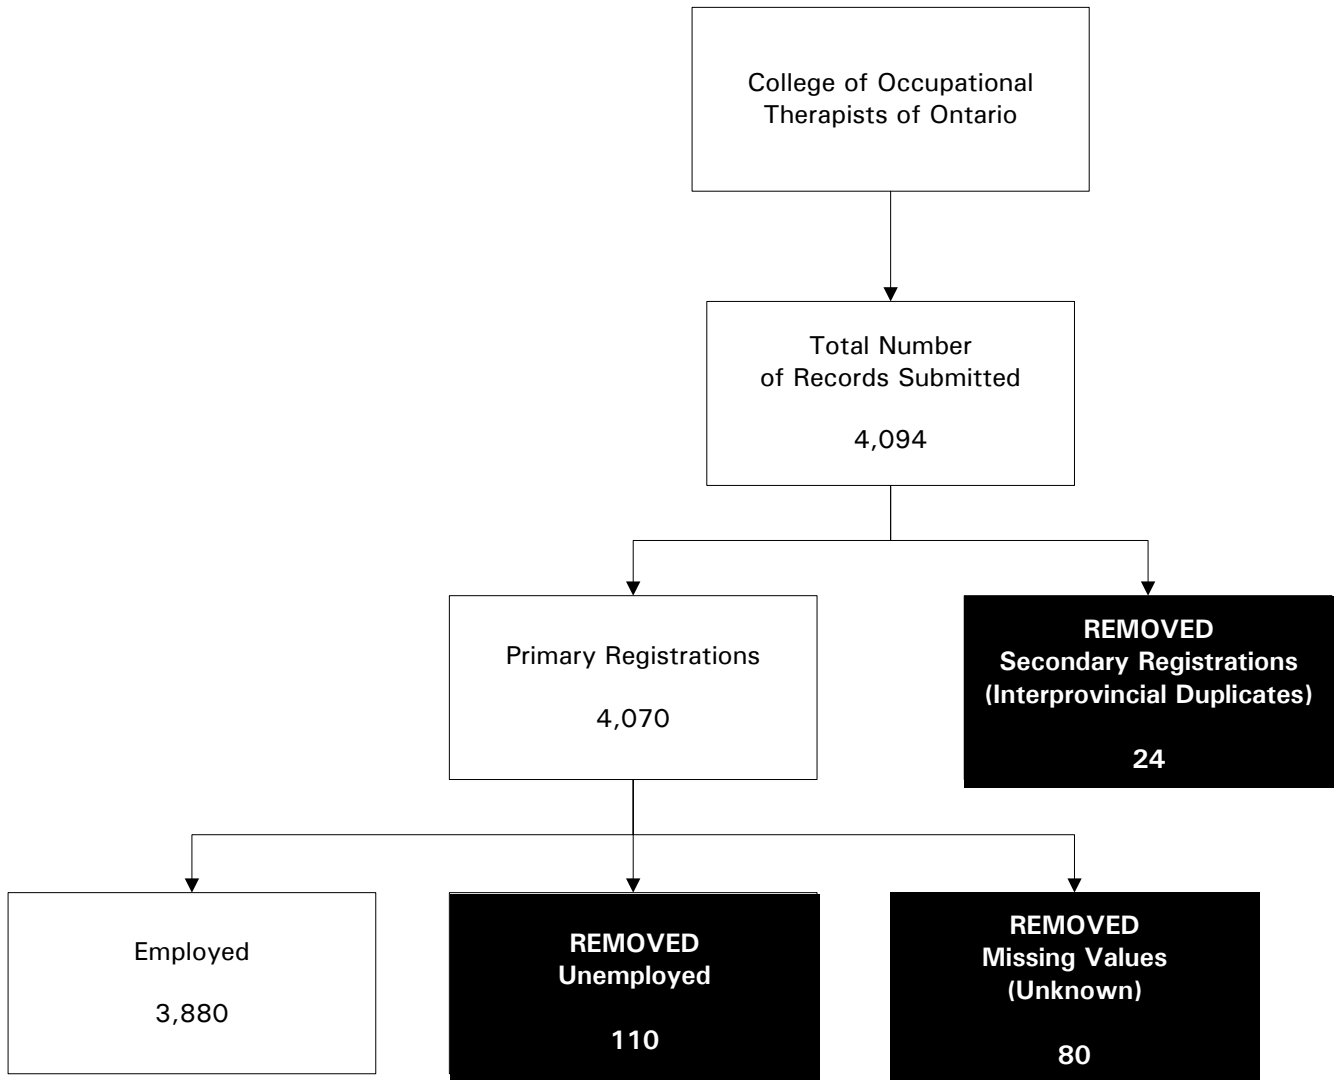 College of Occupational
Therapists of Ontario
Total Number
of Records Submitted
4,094
Primary Registrations
4,070
REMOVED
Secondary Registrations
(Interprovincial Duplicates)
24
Employed
3,880
REMOVED
Unemployed
110
REMOVED
Missing Values
(Unknown)
80